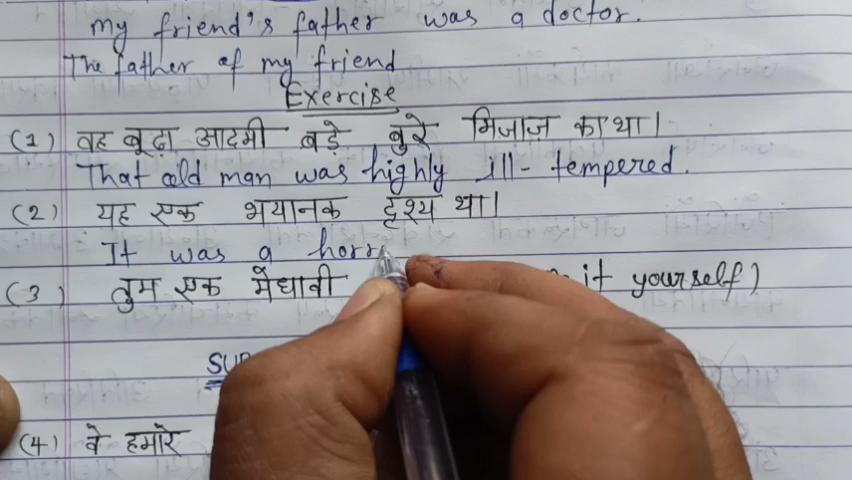 my friend's father was a doctor.
The father of my friend
Exercise
(1) वह बूढ़ा आदमी बड़े बुरे मिजाज़ का था।
That old man was highly ill-tempered.
(2) यह एक भयानक दृश्य था।
It was a horr
(3) तुम एक मेधावी it yourself)
(4) वे हमारे